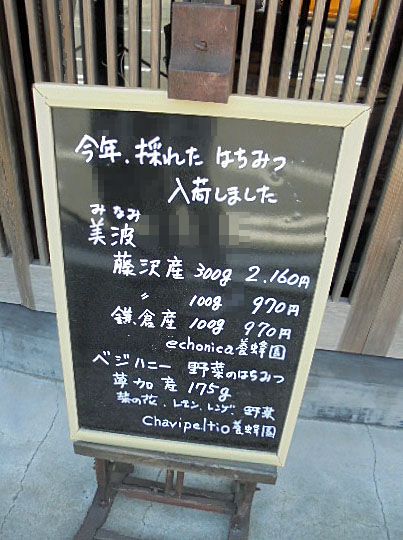 今年、採れた はちみつ
入荷しました
みなみ
美波
藤沢産 300g 2.160円
〃 100g 970円
鎌倉産 100g 970円
echonica養蜂園
ベジハニー 野菜のはちみつ
草加産 175g
菜の花、レモン、レンゲ、野菜
Chavipeltio養蜂園